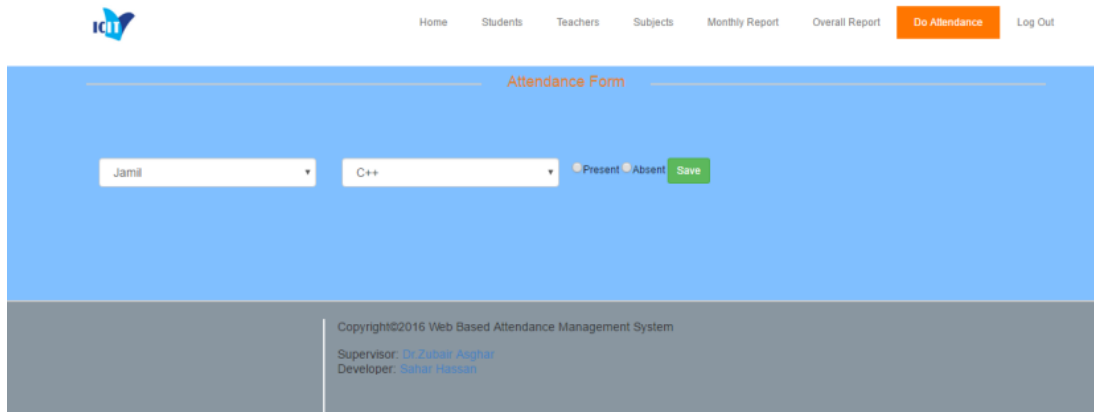 ICIT
Home Students Teachers Subjects Monthly Report Overall Report Do Attendance Log Out
Attendance Form
Jamil C++ Present Absent Save
Copyright©2016 Web Based Attendance Management System
Supervisor: Dr.Zubair Asghar
Developer: Sahar Hassan